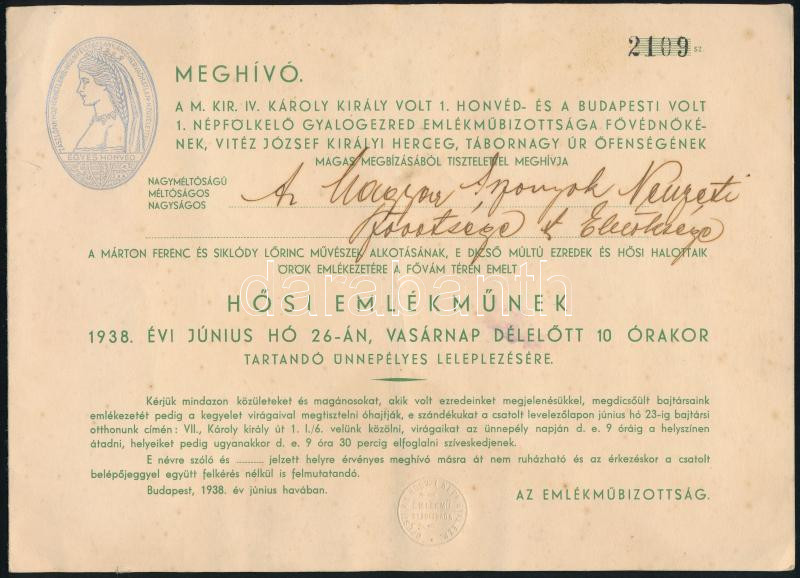 2109 sz.
MEGHÍVÓ.
A M. KIR. IV. KÁROLY KIRÁLY VOLT 1. HONVÉD- ÉS A BUDAPESTI VOLT
1. NÉPFÖLKELŐ GYALOGEZRED EMLÉKMŰBIZOTTSÁGA FŐVÉDNŐKÉ-
NEK, VITÉZ JÓZSEF KIRÁLYI HERCEG, TÁBORNAGY ÚR ŐFENSÉGÉNEK
MAGAS MEGBÍZÁSÁBÓL TISZTELETTEL MEGHÍVJA
EGYES HONVÉD
NAGYMÉLTÓSÁGÚ
MÉLTÓSÁGOS
NAGYSÁGOS
Az Magyar Asszonyok Nemzeti
Szövetsége t. Elnöksége
A MÁRTON FERENC ÉS SIKLÓDY LŐRINC MŰVÉSZEK ALKOTÁSÁNAK, E DICSŐ MÚLTÚ EZREDEK ÉS HŐSI HALOTTAIK
ÖRÖK EMLÉKEZETÉRE A FŐVÁM TÉREN EMELT
darabanth
HŐSI EMLÉKMŰNEK
1938. ÉVI JÚNIUS HÓ 26-ÁN, VASÁRNAP DÉLELŐTT 10 ÓRAKOR
TARTANDÓ ÜNNEPÉLYES LELEPLEZÉSÉRE.
Kérjük mindazon közületeket és magánosokat, akik volt ezredeinket megjelenésükkel, megdicsőült bajtársaink
emlékezetét pedig a kegyelet virágaival megtisztelni óhajtják, e szándékukat a csatolt levelezőlapon június hó 23-ig bajtársi
otthonunk címén: VII., Károly király út 1. I./6. velünk közölni, virágaikat az ünnepély napján d. e. 9 óráig a helyszínen
átadni, helyeiket pedig ugyanakkor d. e. 9 óra 30 percig elfoglalni szíveskedjenek.
E névre szóló és ........... jelzett helyre érvényes meghívó másra át nem ruházható és az érkezéskor a csatolt
belépőjeggyel együtt felkérés nélkül is felmutatandó.
Budapest, 1938. év június havában.
AZ EMLÉKMŰBIZOTTSÁG.